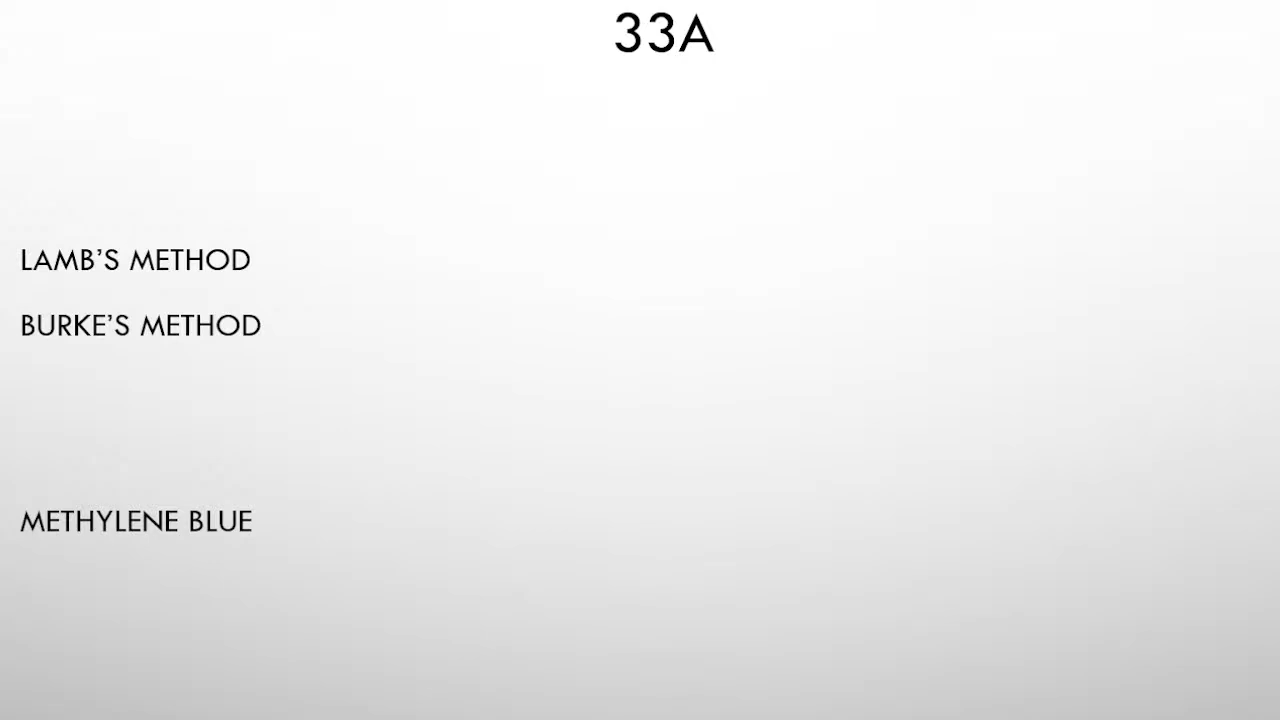 33A
LAMB’S METHOD
BURKE’S METHOD
METHYLENE BLUE